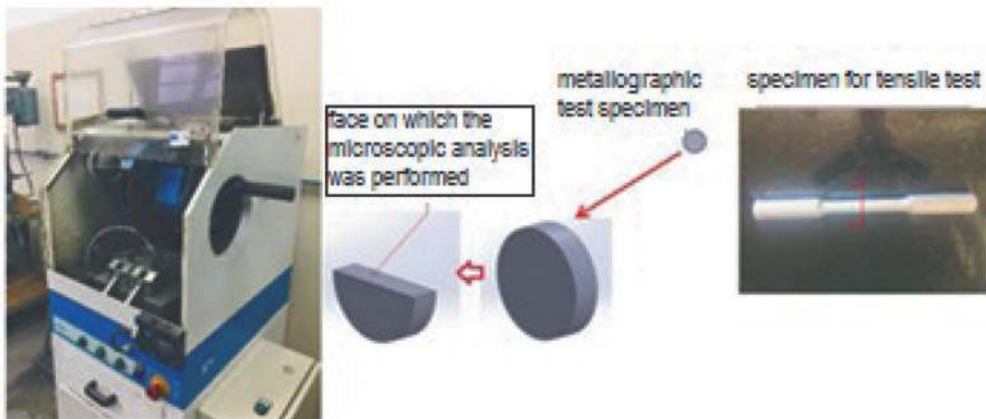 face on which the
microscopic analysis
was performed
metallographic
test specimen
specimen for tensile test